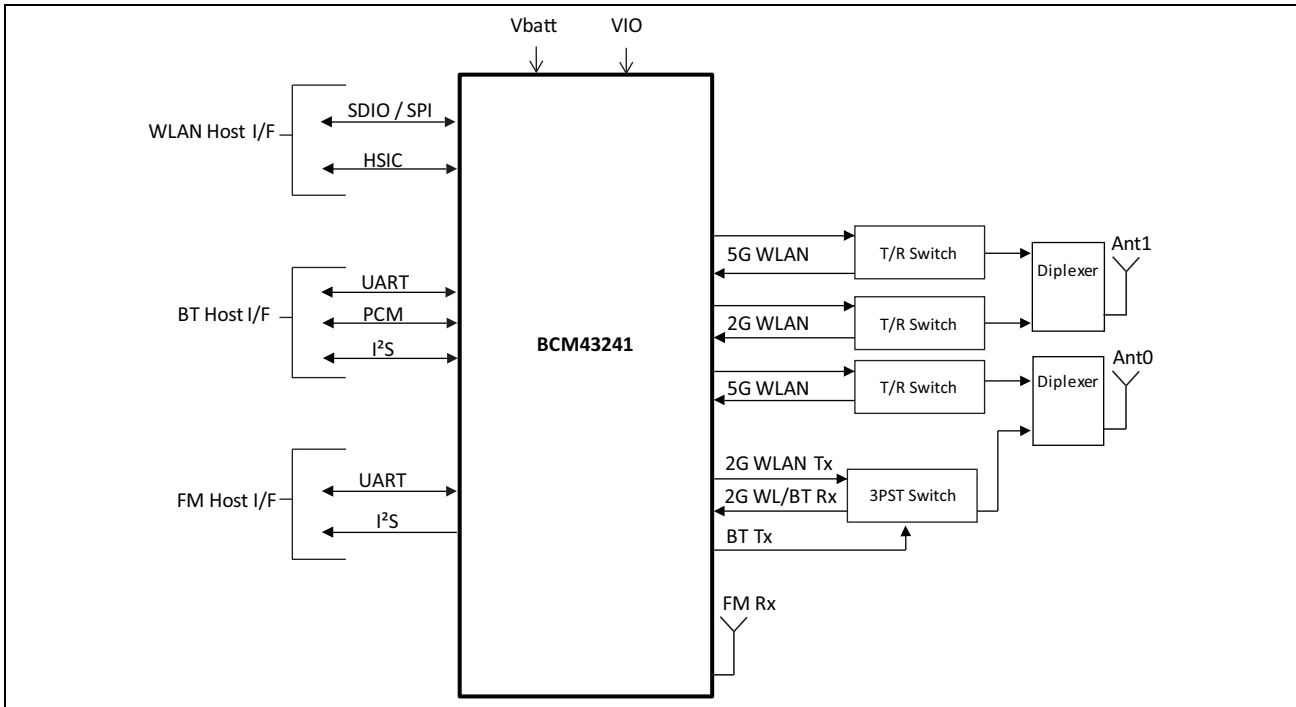 Vbatt
VIO
WLAN Host I/F
SDIO / SPI
HSIC
BT Host I/F
UART
PCM
I²S
FM Host I/F
UART
I²S
BCM43241
5G WLAN
T/R Switch
2G WLAN
T/R Switch
Diplexer
Ant1
5G WLAN
T/R Switch
Diplexer
Ant0
2G WLAN Tx
2G WL/BT Rx
BT Tx
3PST Switch
FM Rx